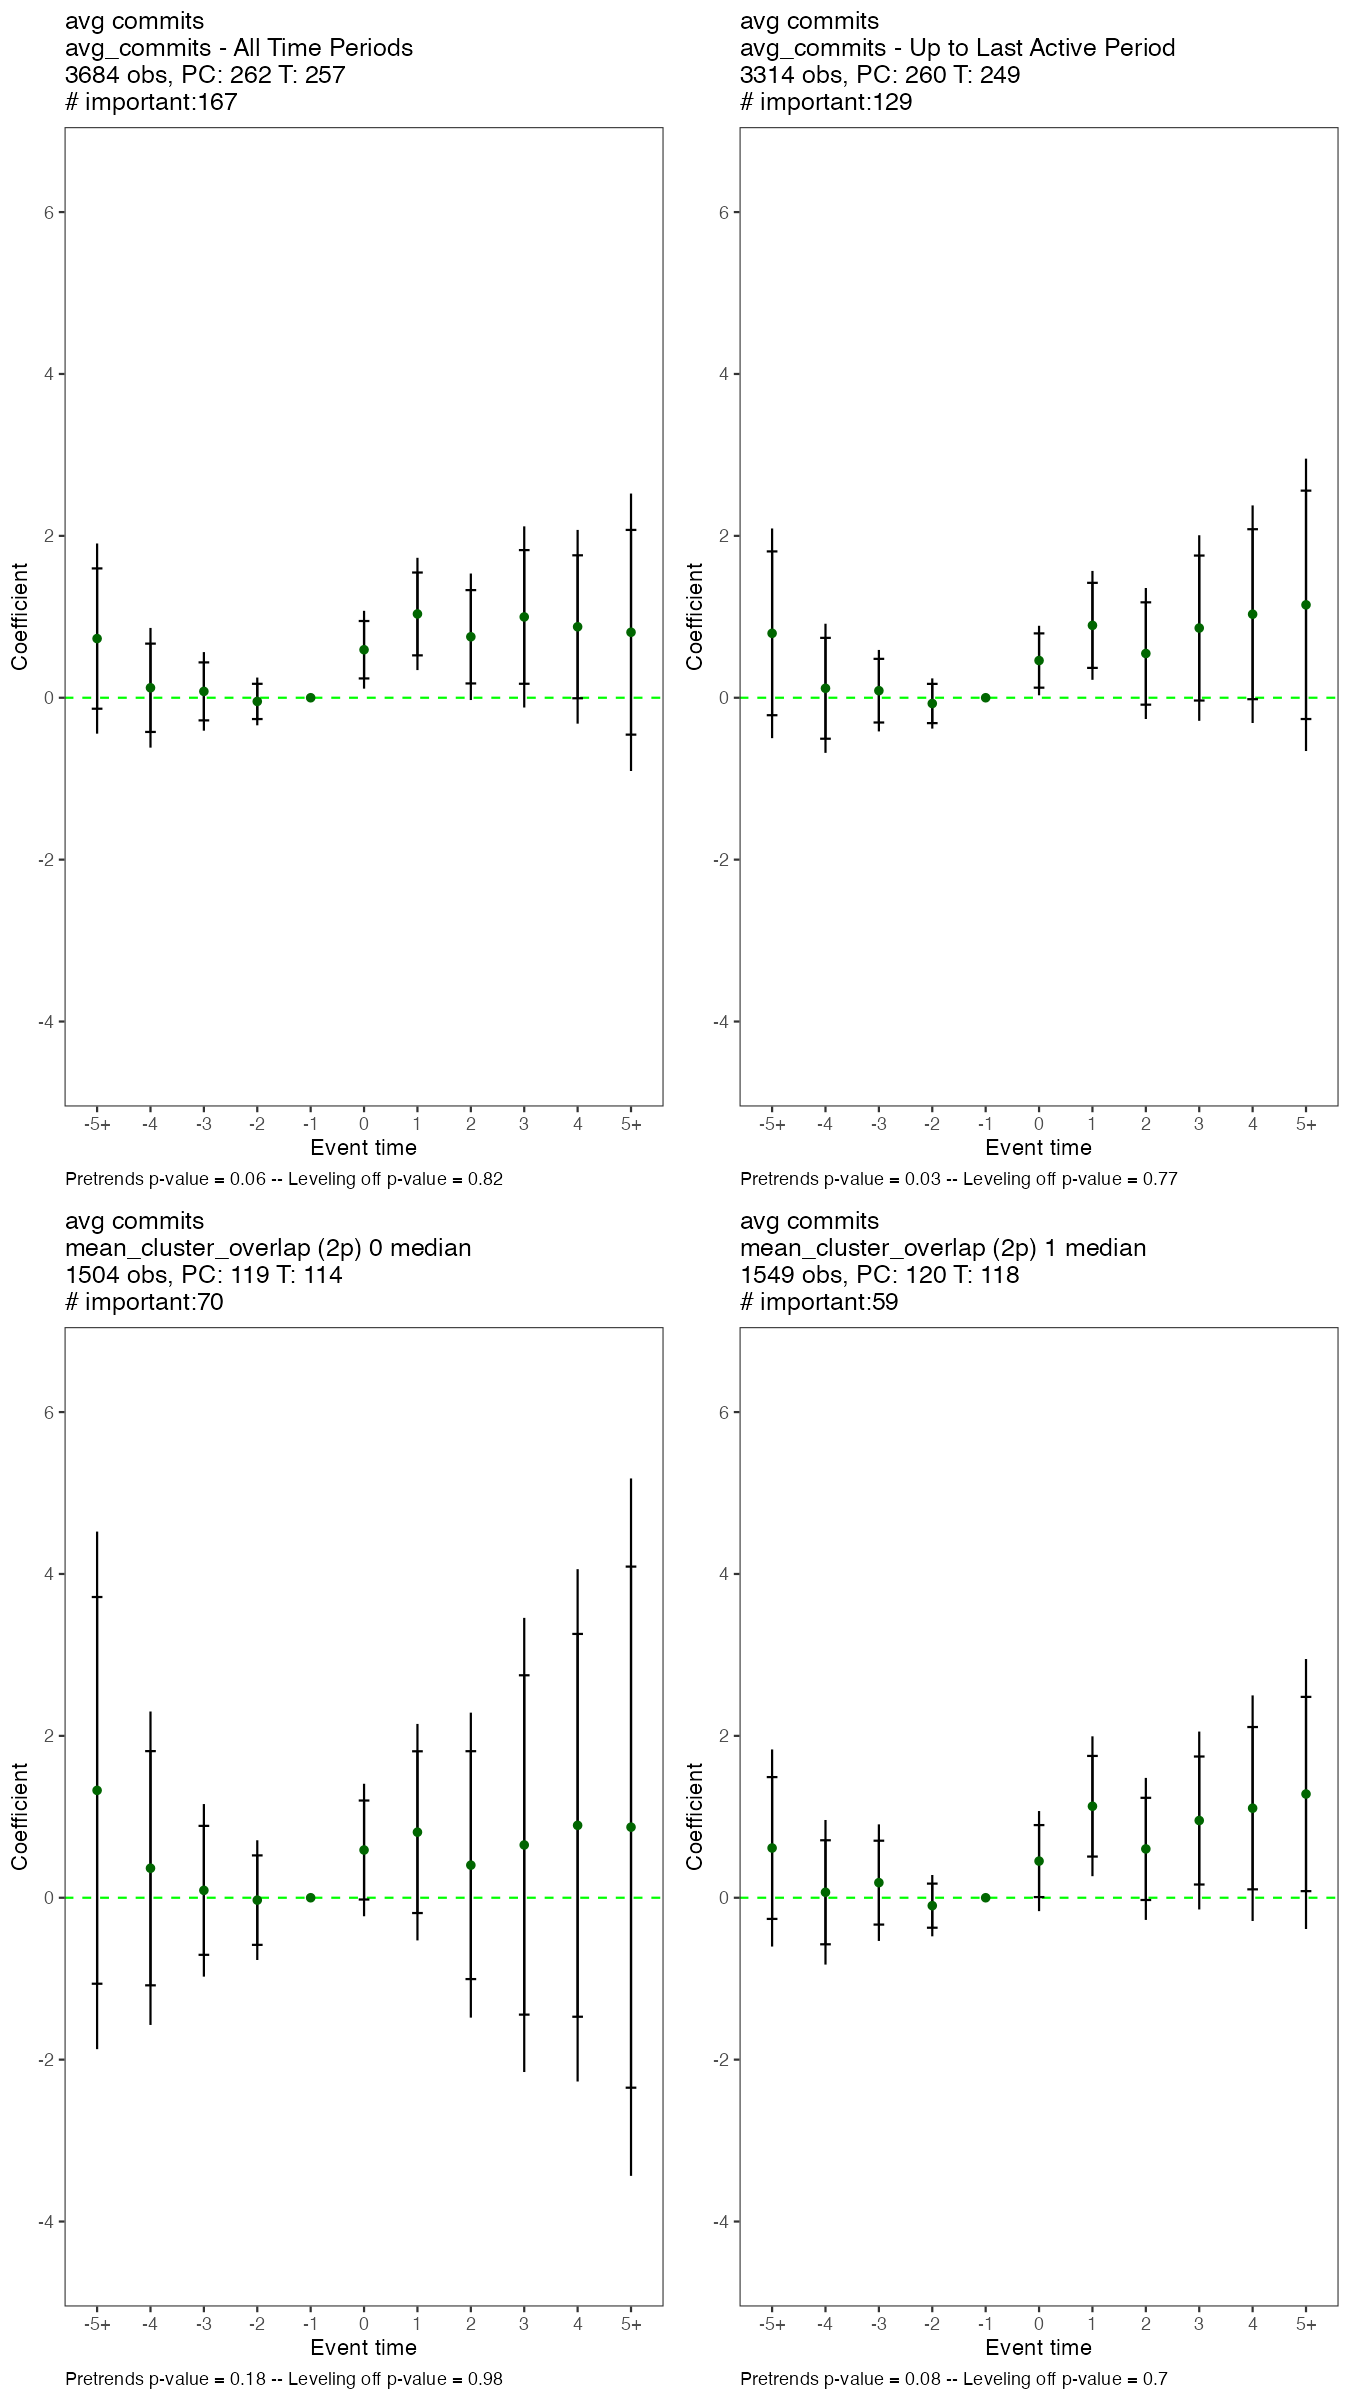 avg commits
avg_commits - All Time Periods
3684 obs, PC: 262 T: 257
# important:167
6
4
2
0
-2
-4
Coefficient
-5+ -4 -3 -2 -1 0 1 2 3 4 5+
Event time
Pretrends p-value = 0.06 -- Leveling off p-value = 0.82
avg commits
avg_commits - Up to Last Active Period
3314 obs, PC: 260 T: 249
# important:129
6
4
2
0
-2
-4
Coefficient
-5+ -4 -3 -2 -1 0 1 2 3 4 5+
Event time
Pretrends p-value = 0.03 -- Leveling off p-value = 0.77
avg commits
mean_cluster_overlap (2p) 0 median
1504 obs, PC: 119 T: 114
# important:70
6
4
2
0
-2
-4
Coefficient
-5+ -4 -3 -2 -1 0 1 2 3 4 5+
Event time
Pretrends p-value = 0.18 -- Leveling off p-value = 0.98
avg commits
mean_cluster_overlap (2p) 1 median
1549 obs, PC: 120 T: 118
# important:59
6
4
2
0
-2
-4
Coefficient
-5+ -4 -3 -2 -1 0 1 2 3 4 5+
Event time
Pretrends p-value = 0.08 -- Leveling off p-value = 0.7